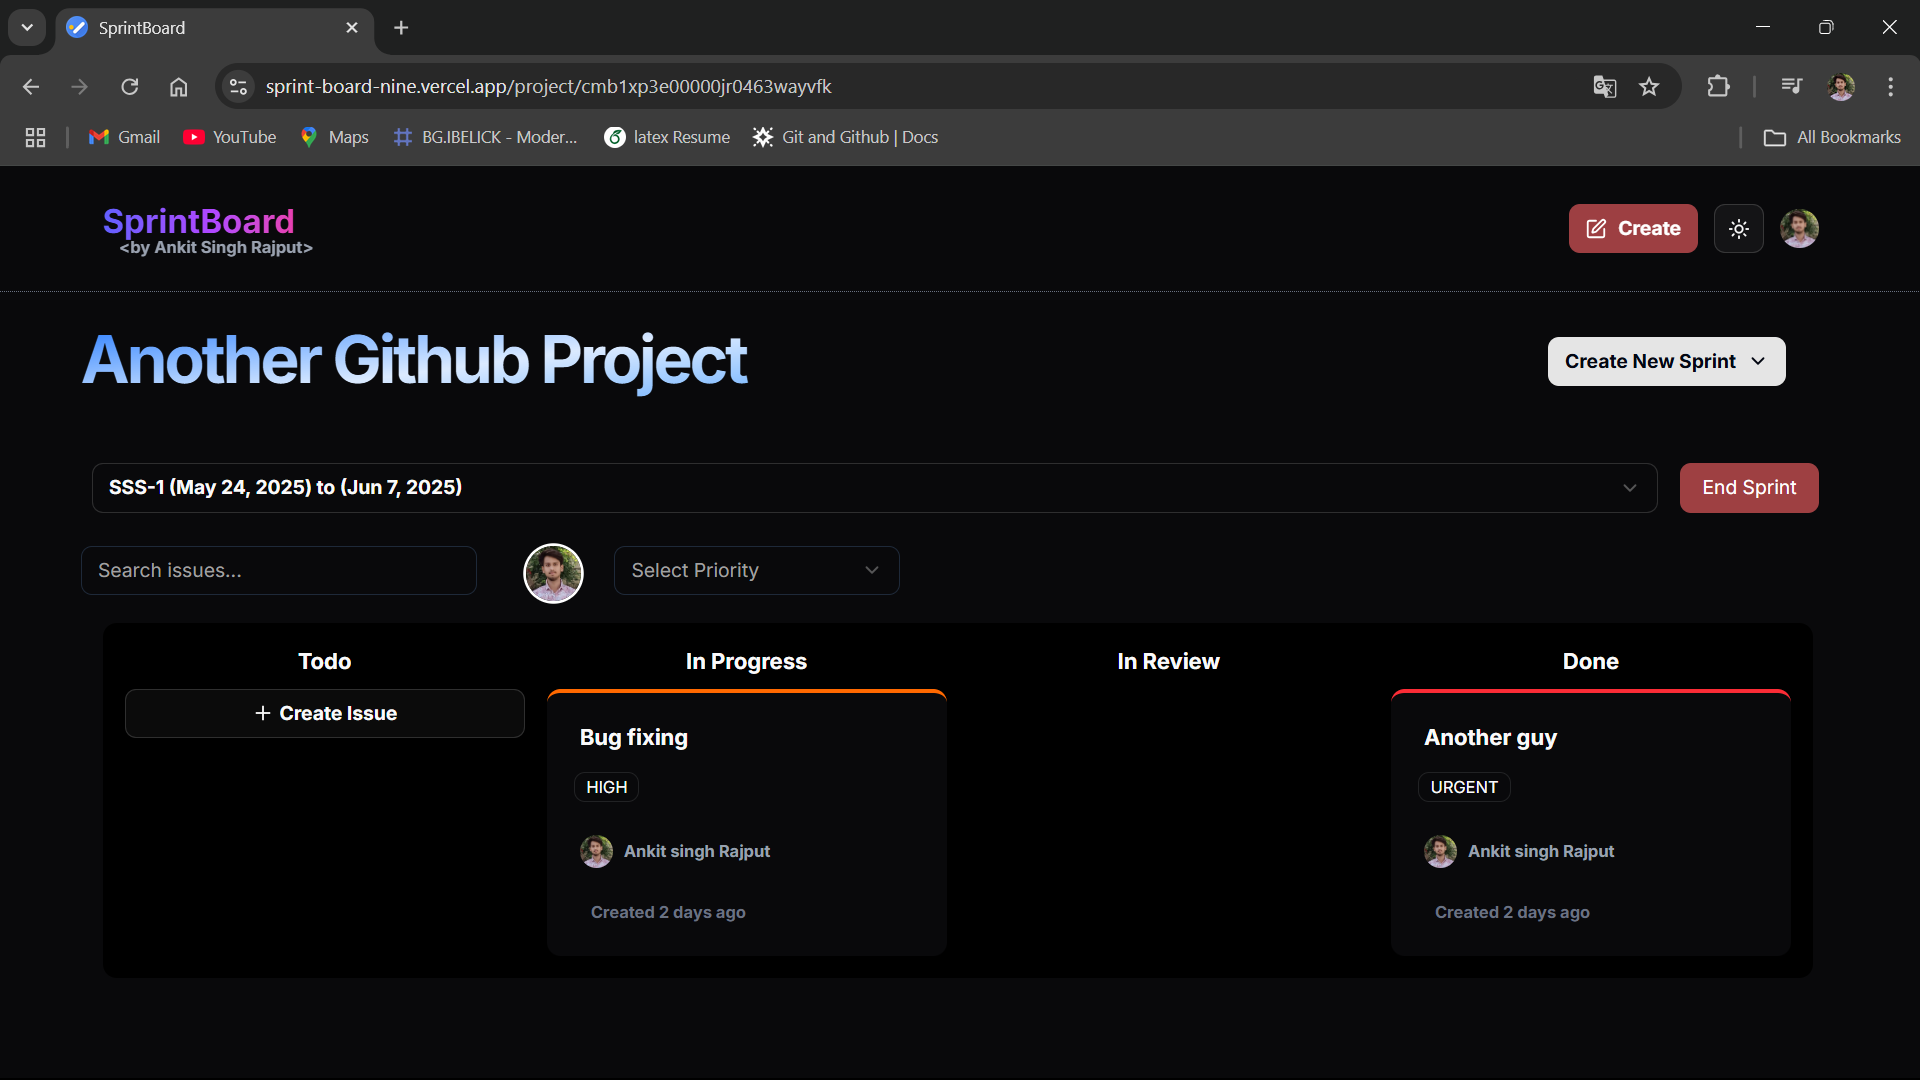 SprintBoard
sprint-board-nine.vercel.app/project/cmb1xp3e00000jr0463wayvfk
Gmail
YouTube
Maps
BG.IBELICK - Moder...
latex Resume
Git and Github | Docs
All Bookmarks
SprintBoard
<by Ankit Singh Rajput>
Create
Another Github Project
Create New Sprint
SSS-1 (May 24, 2025) to (Jun 7, 2025)
End Sprint
Search issues...
Select Priority
Todo
In Progress
In Review
Done
+ Create Issue
Bug fixing
HIGH
Ankit singh Rajput
Created 2 days ago
Another guy
URGENT
Ankit singh Rajput
Created 2 days ago